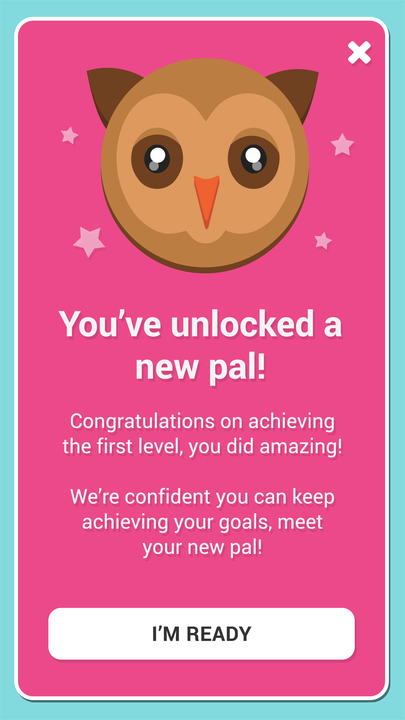 You’ve unlocked a
new pal!
Congratulations on achieving
the first level, you did amazing!
We’re confident you can keep
achieving your goals, meet
your new pal!
I’M READY